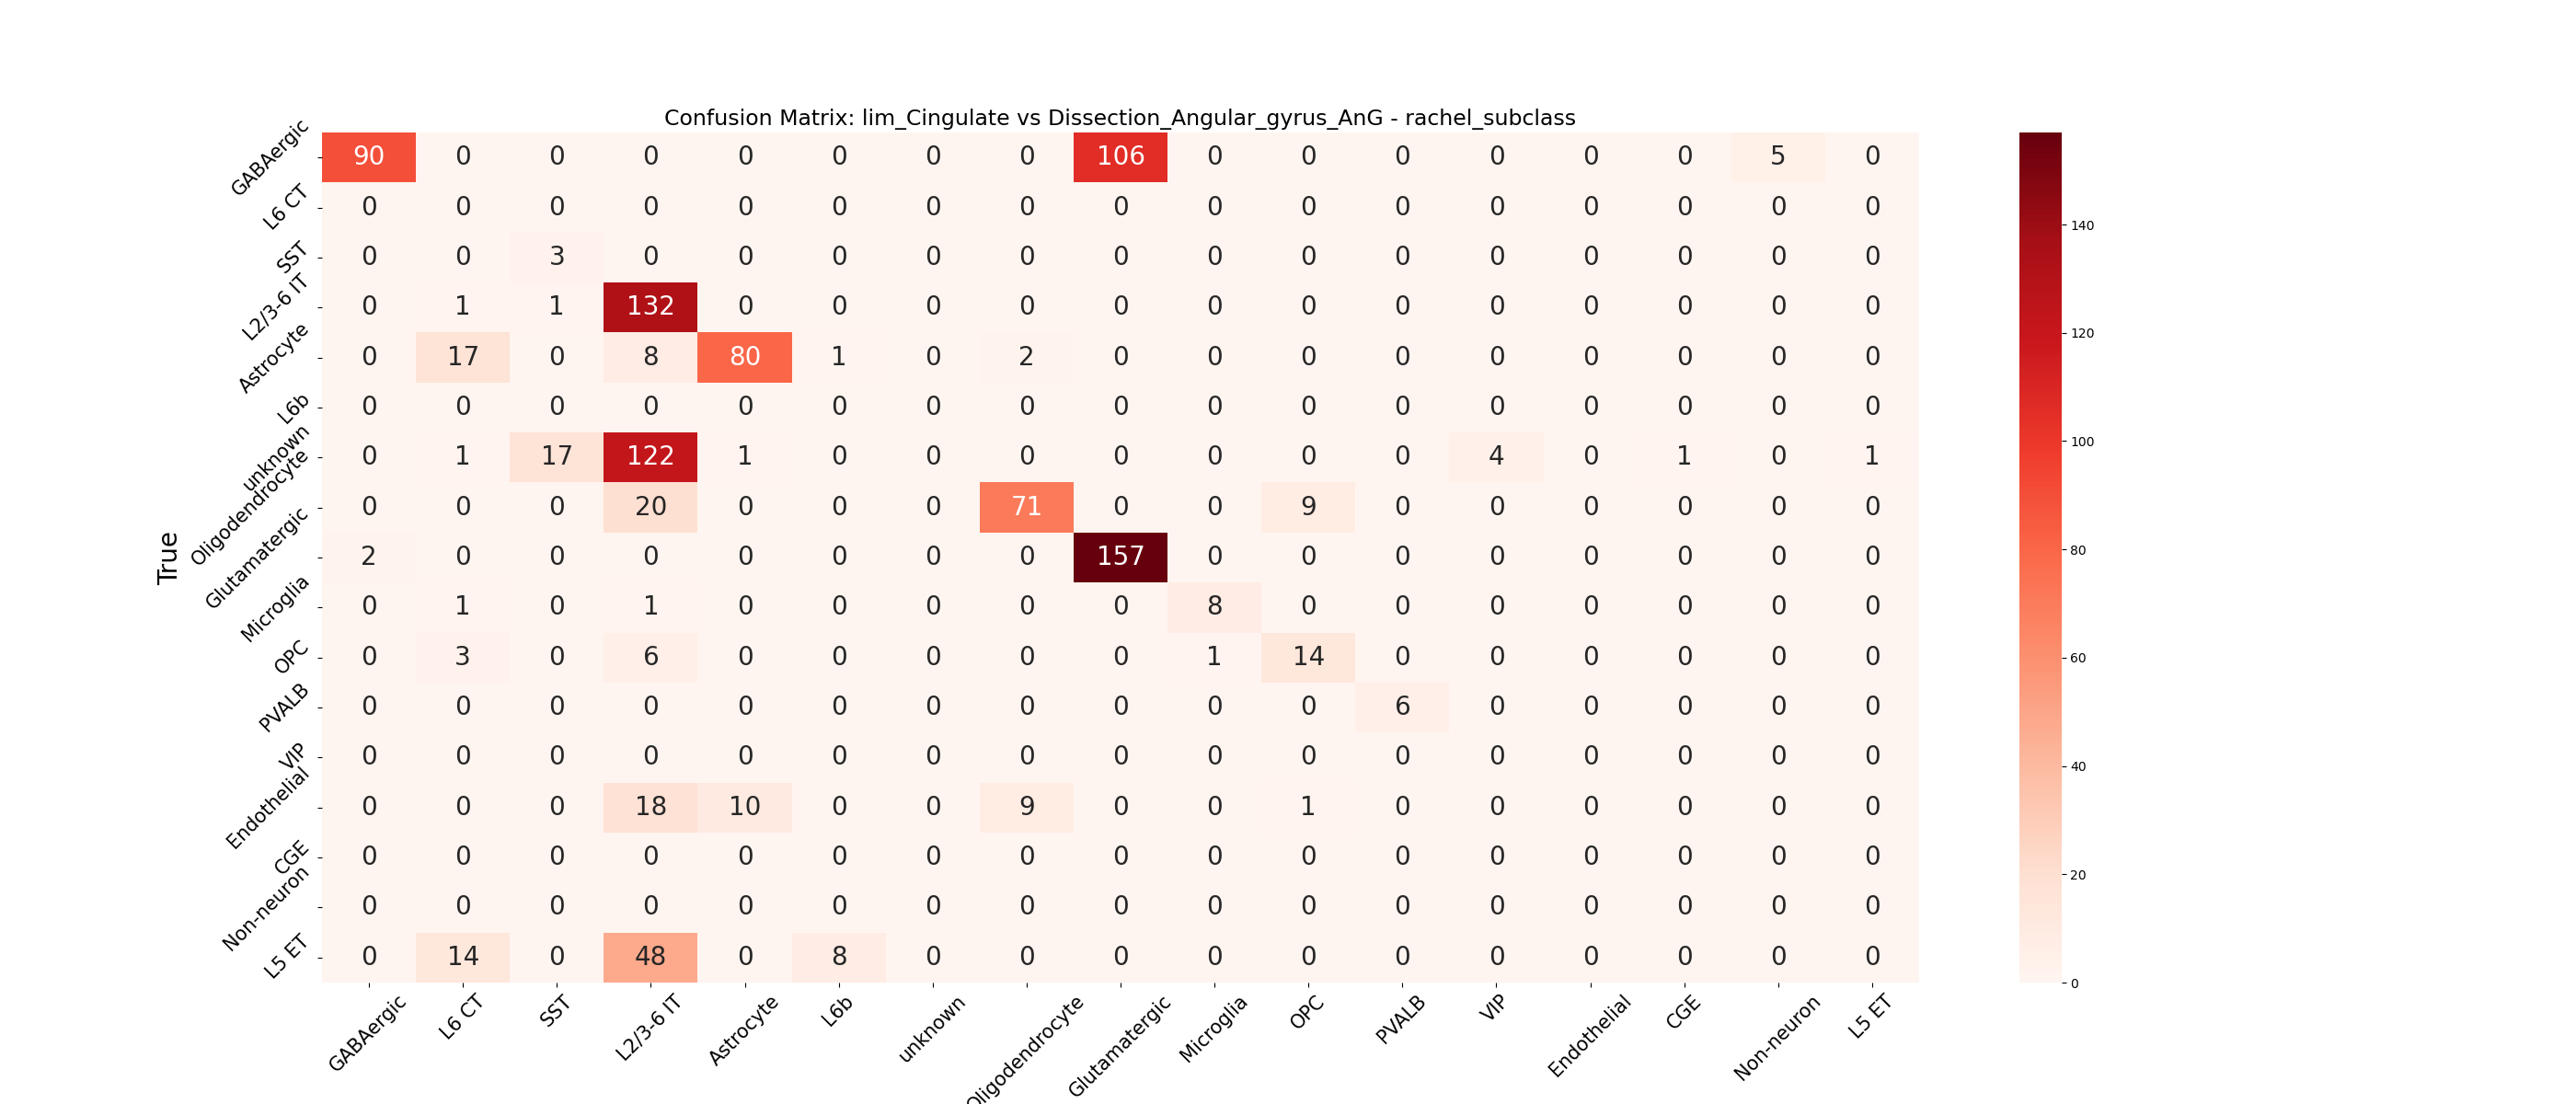 Confusion Matrix: lim_Cingulate vs Dissection_Angular_gyrus_AnG - rachel_subclass
True
GABAergic 90 0 0 0 0 0 0 0 106 0 0 0 0 0 0 5 0
L6 CT 0 0 0 0 0 0 0 0 0 0 0 0 0 0 0 0 0
SST 0 0 3 0 0 0 0 0 0 0 0 0 0 0 0 0 0
L2/3-6 IT 0 1 1 132 0 0 0 0 0 0 0 0 0 0 0 0 0
Astrocyte 0 17 0 8 80 1 0 2 0 0 0 0 0 0 0 0 0
L6b 0 0 0 0 0 0 0 0 0 0 0 0 0 0 0 0 0
unknown 0 1 17 122 1 0 0 0 0 0 0 0 4 0 1 0 1
Oligodendrocyte 0 0 0 20 0 0 0 71 0 0 9 0 0 0 0 0 0
Glutamatergic 2 0 0 0 0 0 0 0 157 0 0 0 0 0 0 0 0
Microglia 0 1 0 1 0 0 0 0 0 8 0 0 0 0 0 0 0
OPC 0 3 0 6 0 0 0 0 0 1 14 0 0 0 0 0 0
PVALB 0 0 0 0 0 0 0 0 0 0 0 6 0 0 0 0 0
VIP 0 0 0 0 0 0 0 0 0 0 0 0 0 0 0 0 0
Endothelial 0 0 0 18 10 0 0 9 0 0 1 0 0 0 0 0 0
CGE 0 0 0 0 0 0 0 0 0 0 0 0 0 0 0 0 0
Non-neuron 0 0 0 0 0 0 0 0 0 0 0 0 0 0 0 0 0
L5 ET 0 14 0 48 0 8 0 0 0 0 0 0 0 0 0 0 0
GABAergic L6 CT SST L2/3-6 IT Astrocyte L6b unknown Oligodendrocyte Glutamatergic Microglia OPC PVALB VIP Endothelial CGE Non-neuron L5 ET
140
120
100
80
60
40
20
0